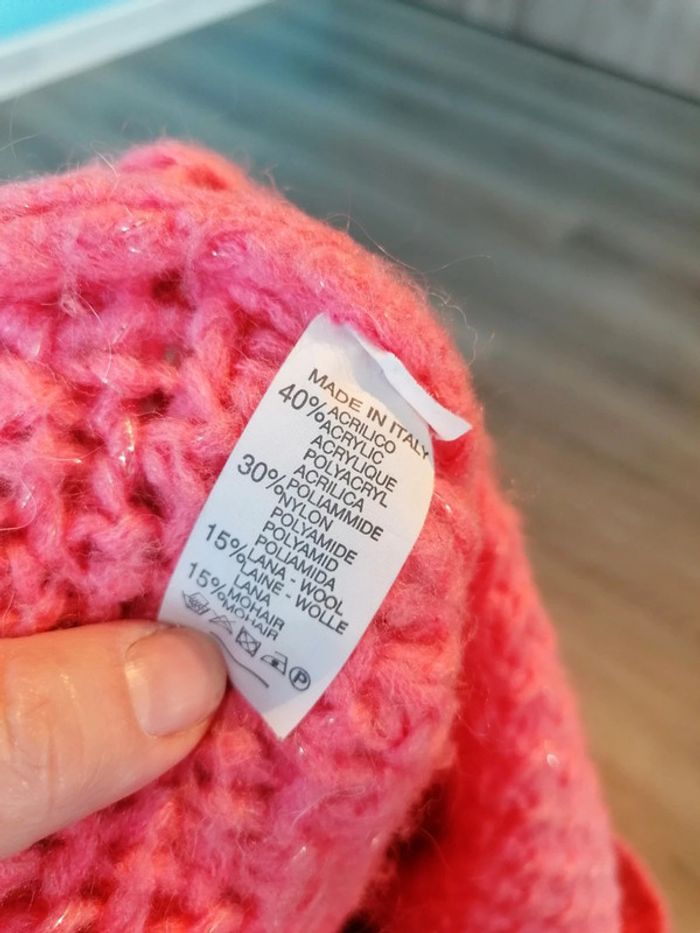 MADE IN ITALY
40% ACRILICO
ACRYLIC
ACRYLIQUE
POLYACRYL
ACRILICA
30% POLIAMMIDE
NYLON
POLYAMIDE
POLYAMID
POLIAMIDA
15% LANA - WOOL
LAINE - WOLLE
LANA
15% MOHAIR
MOHAIR
P